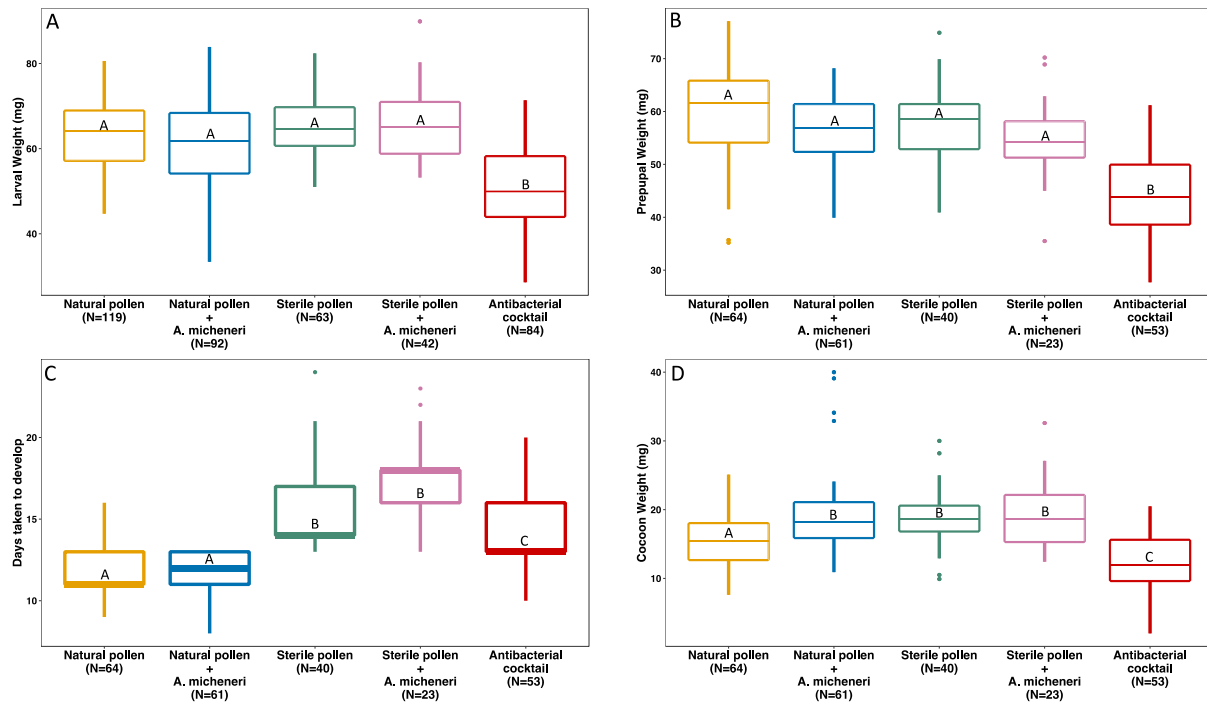 A
Larval Weight (mg)
80
60
40
A
A
A
A
B
Natural pollen
(N=119)
Natural pollen
+
A. micheneri
(N=92)
Sterile pollen
(N=63)
Sterile pollen
+
A. micheneri
(N=42)
Antibacterial
cocktail
(N=84)
B
Prepupal Weight (mg)
70
60
50
40
30
A
A
A
A
B
Natural pollen
(N=64)
Natural pollen
+
A. micheneri
(N=61)
Sterile pollen
(N=40)
Sterile pollen
+
A. micheneri
(N=23)
Antibacterial
cocktail
(N=53)
C
Days taken to develop
20
15
10
A
A
B
B
C
Natural pollen
(N=64)
Natural pollen
+
A. micheneri
(N=61)
Sterile pollen
(N=40)
Sterile pollen
+
A. micheneri
(N=23)
Antibacterial
cocktail
(N=53)
D
Cocoon Weight (mg)
40
30
20
10
A
B
B
B
C
Natural pollen
(N=64)
Natural pollen
+
A. micheneri
(N=61)
Sterile pollen
(N=40)
Sterile pollen
+
A. micheneri
(N=23)
Antibacterial
cocktail
(N=53)